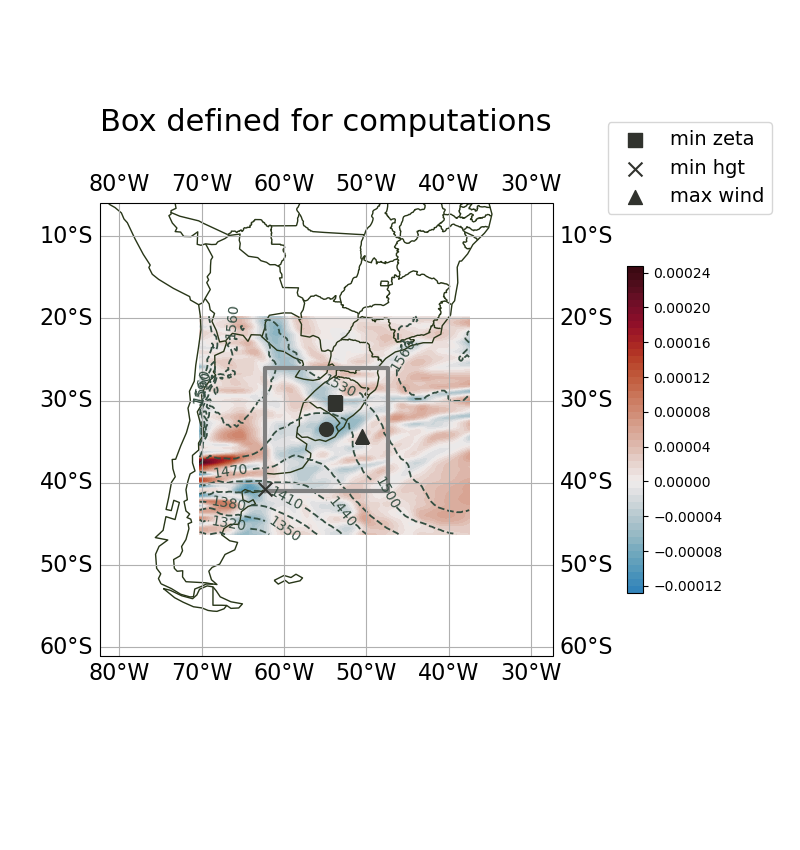 Box defined for computations
min zeta
min hgt
max wind
80°W 70°W 60°W 50°W 40°W 30°W
10°S 10°S
20°S 20°S
30°S 30°S
40°S 40°S
50°S 50°S
60°S 60°S
80°W 70°W 60°W 50°W 40°W 30°W
1560
1530
1470
1410
1380
1440
1500
1320
1350
0.00024
0.00020
0.00016
0.00012
0.00008
0.00004
0.00000
−0.00004
−0.00008
−0.00012